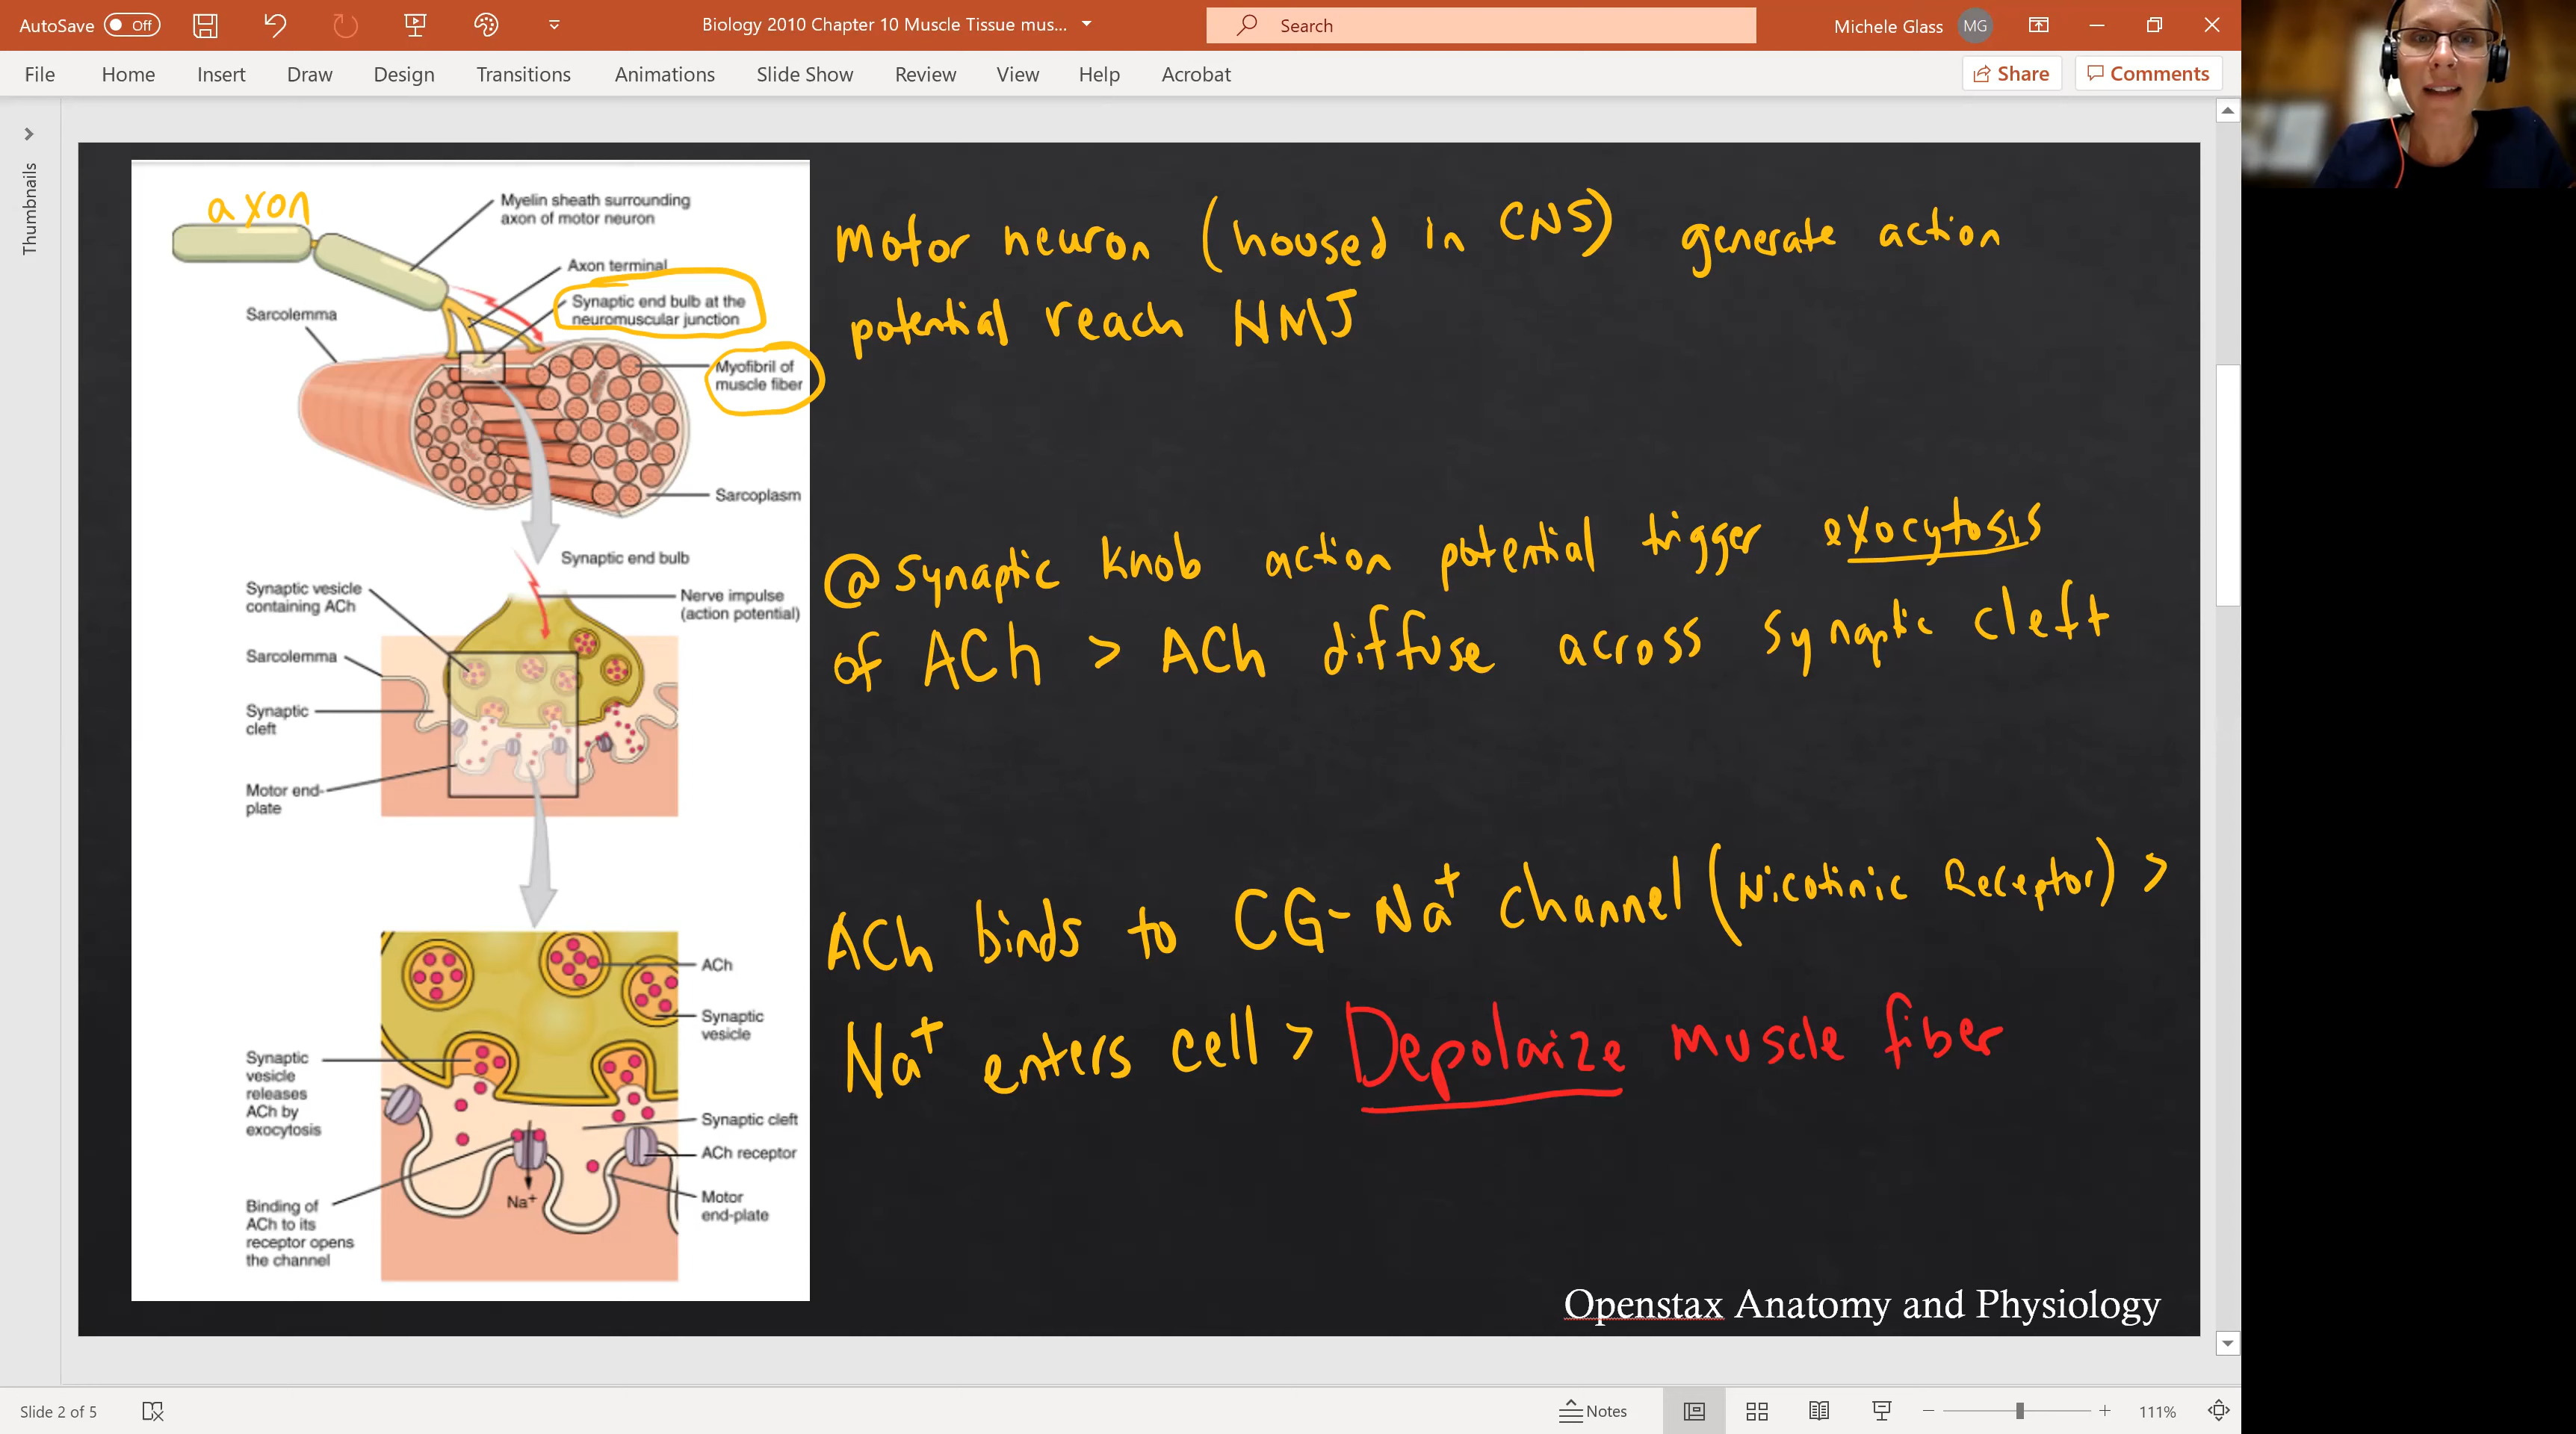 AutoSave Off
Biology 2010 Chapter 10 Muscle Tissue mus...
Search
Michele Glass MG
File Home Insert Draw Design Transitions Animations Slide Show Review View Help Acrobat
Share Comments
Thumbnails
axon
Myelin sheath surrounding
axon of motor neuron
Axon terminal
Synaptic end bulb at the
neuromuscular junction
Sarcolemma
Myofibril of
muscle fiber
Sarcoplasm
Synaptic end bulb
Synaptic vesicle
containing ACh
Nerve impulse
(action potential)
Sarcolemma
Synaptic
cleft
Motor end-
plate
ACh
Synaptic
vesicle
Synaptic
vesicle
releases
ACh by
exocytosis
Synaptic cleft
ACh receptor
Na+
Motor
end-plate
Binding of
ACh to its
receptor opens
the channel
Motor neuron (housed in CNS) generate action
potential reach NMJ
@ synaptic knob action potential trigger exocytosis
of ACh > ACh diffuse across synaptic cleft
ACh binds to CG-Na+ channel (Nicotinic Receptor) >
Na+ enters cell > Depolarize muscle fiber
Openstax Anatomy and Physiology
Slide 2 of 5
Notes
111%